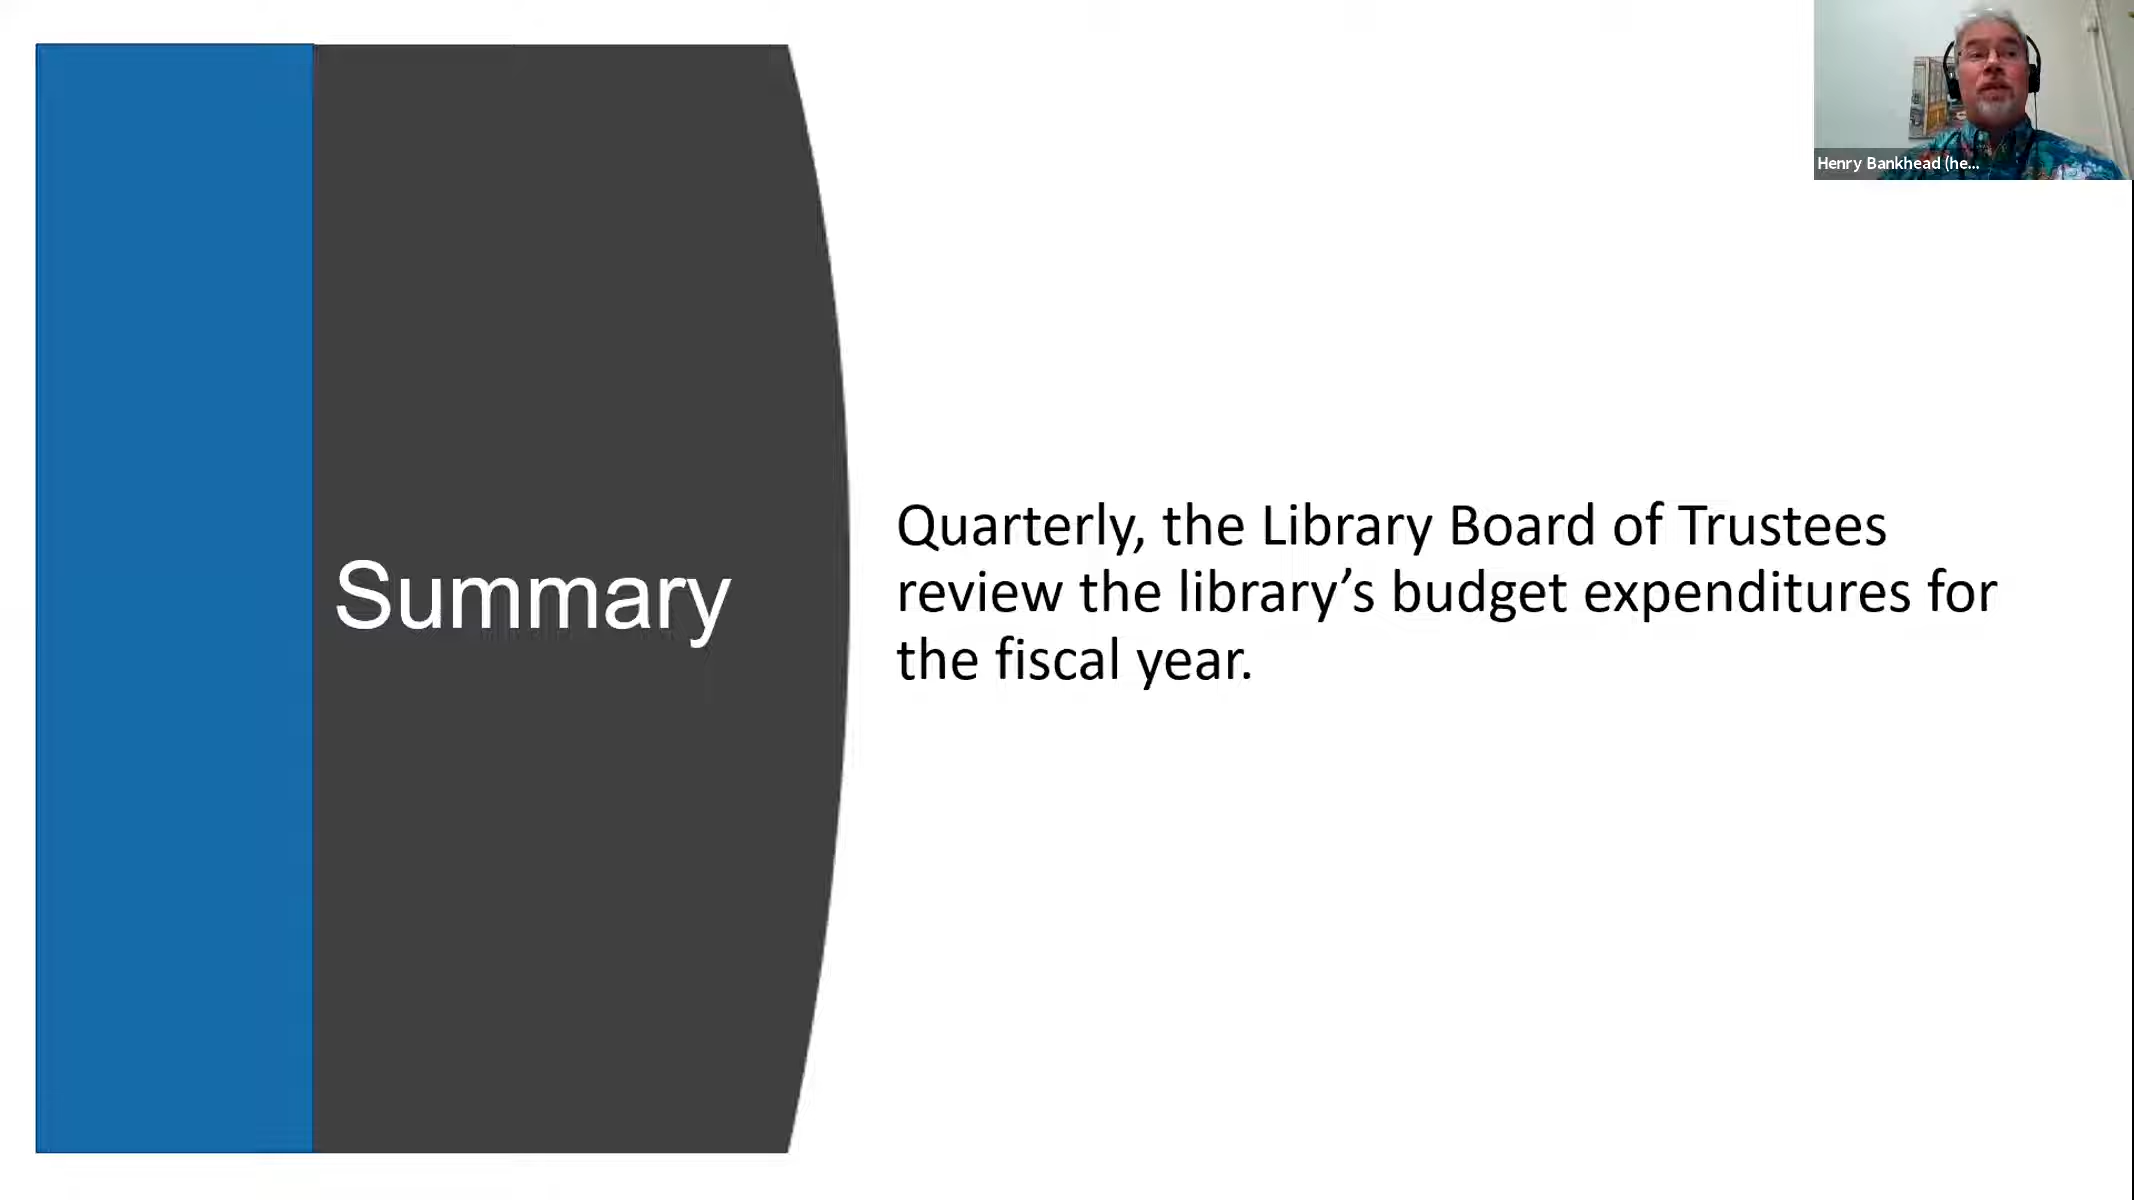 Henry Bankhead (he...
Summary
Quarterly, the Library Board of Trustees
review the library’s budget expenditures for
the fiscal year.